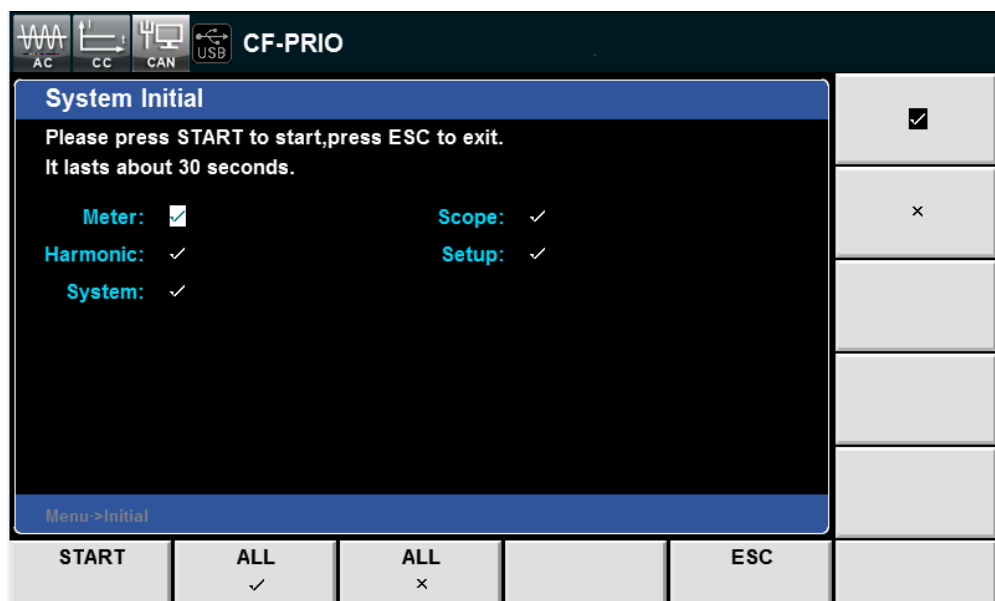 AC CC CAN USB CF-PRIO
System Initial
Please press START to start,press ESC to exit.
It lasts about 30 seconds.
Meter: ✓ Scope: ✓
Harmonic: ✓ Setup: ✓
System: ✓
Menu->Initial
START ALL ALL ESC
✓ ×